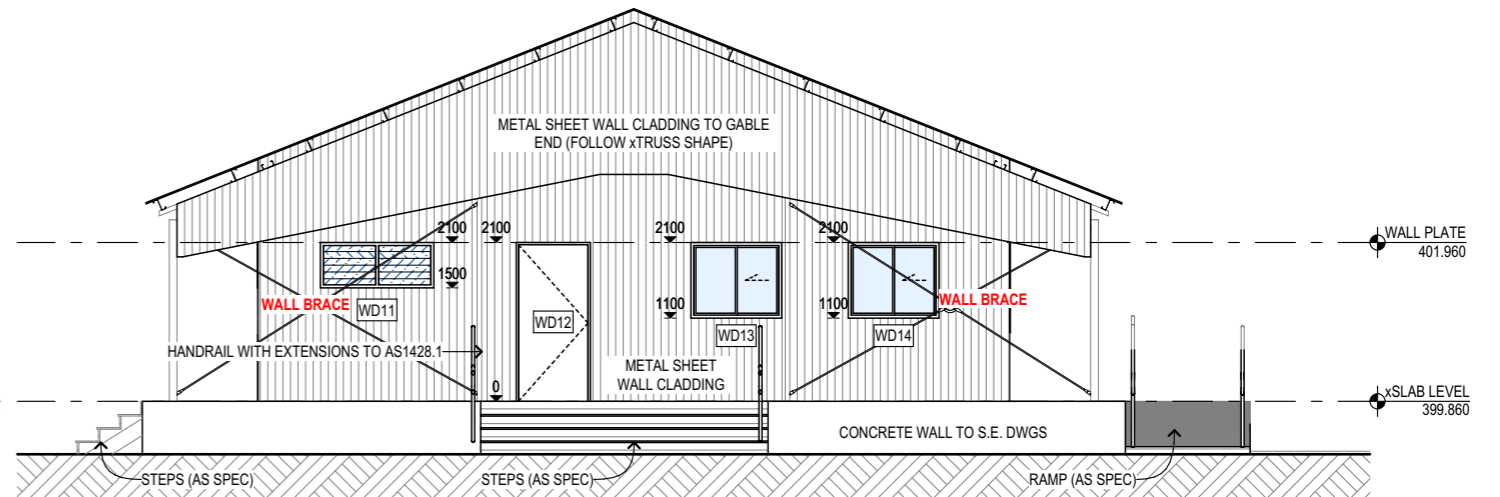 METAL SHEET WALL CLADDING TO GABLE
END (FOLLOW xTRUSS SHAPE)
2100 2100 2100 2100
WALL PLATE
401.960
1500
WALL BRACE
WD11
1100
1100
WALL BRACE
WD12
WD13
WD14
HANDRAIL WITH EXTENSIONS TO AS1428.1
METAL SHEET
WALL CLADDING
0
xSLAB LEVEL
399.860
CONCRETE WALL TO S.E. DWGS
STEPS (AS SPEC)
STEPS (AS SPEC)
RAMP (AS SPEC)